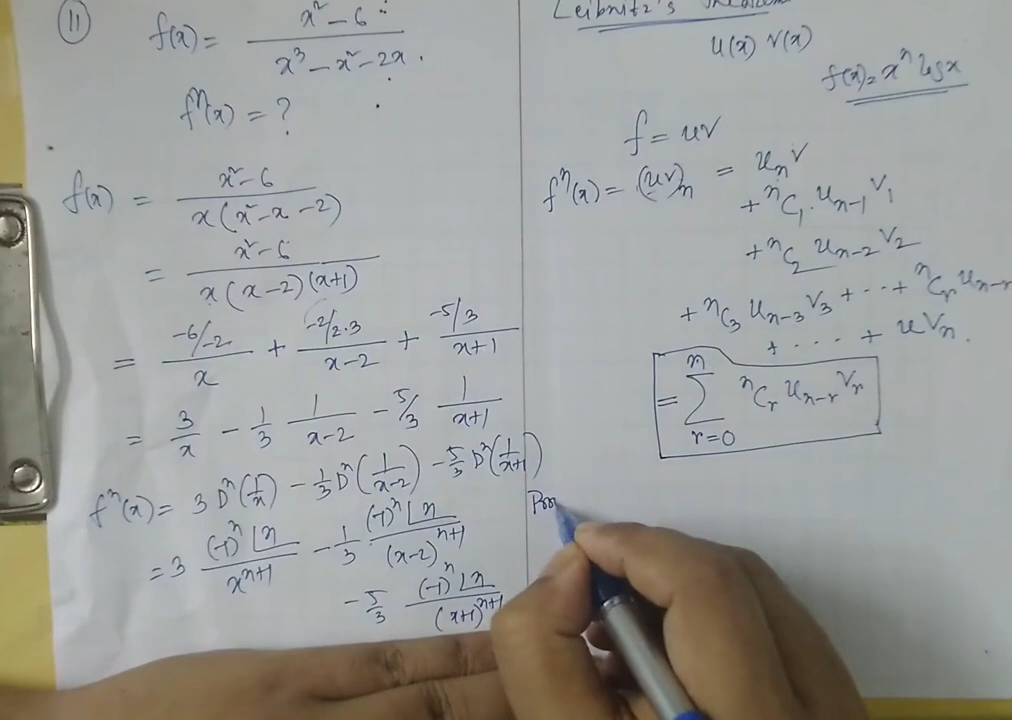 (11) f(x) = x² - 6 / x³ - x² - 2x .
fⁿ(x) = ?
f(x) = x² - 6 / x(x² - x - 2)
= x² - 6 / x(x-2)(x+1)
= -6/-2 / x + -2/2·3 / x-2 + -5/3 / x+1
= 3/x - 1/3 1/x-2 - 5/3 1/x+1
fⁿ(x) = 3 Dⁿ(1/x) - 1/3 Dⁿ(1/x-2) - 5/3 Dⁿ(1/x+1)
= 3 (-1)ⁿ ⌊n / xⁿ⁺¹ - 1/3 (-1)ⁿ ⌊n / (x-2)ⁿ⁺¹
- 5/3 (-1)ⁿ ⌊n / (x+1)ⁿ⁺¹
Leibnitz's
u(x) v(x)
f(x) = xⁿ log x
f = uv
fⁿ(x) = (uv)ₙ = uₙ v
+ ⁿC₁ . uₙ₋₁ v₁
+ ⁿC₂ uₙ₋₂ v₂
+ ⁿC₃ uₙ₋₃ v₃ + ... + ⁿCᵣ uₙ₋ᵣ
+ .... + u vₙ .
= n ∑ r=0 ⁿCᵣ uₙ₋ᵣ vᵣ